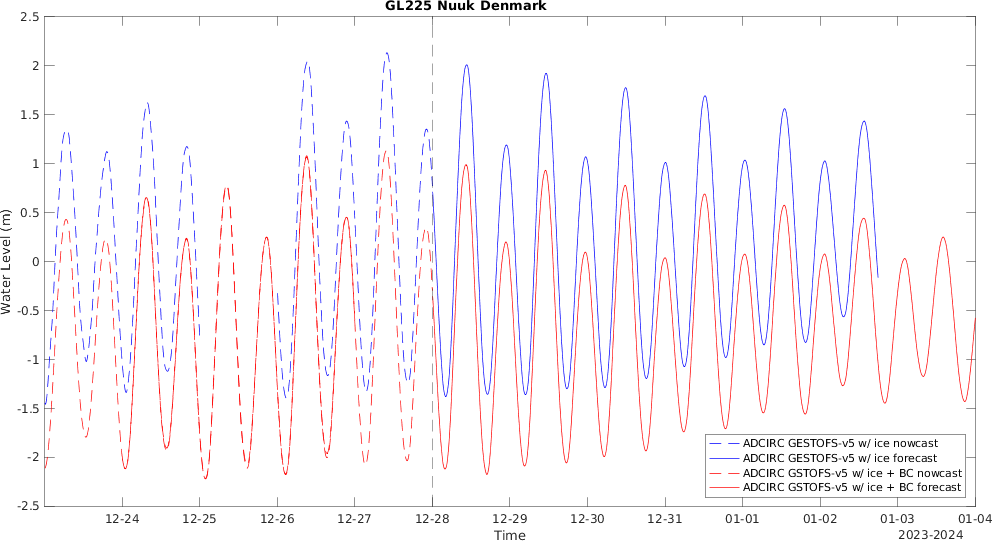 GL225 Nuuk Denmark
2.5
2
1.5
1
0.5
0
-0.5
-1
-1.5
-2
-2.5
Water Level (m)
ADCIRC GESTOFS-v5 w/ ice nowcast
ADCIRC GESTOFS-v5 w/ ice forecast
ADCIRC GSTOFS-v5 w/ ice + BC nowcast
ADCIRC GSTOFS-v5 w/ ice + BC forecast
12-24 12-25 12-26 12-27 12-28 12-29 12-30 12-31 01-01 01-02 01-03 01-04
Time
2023-2024